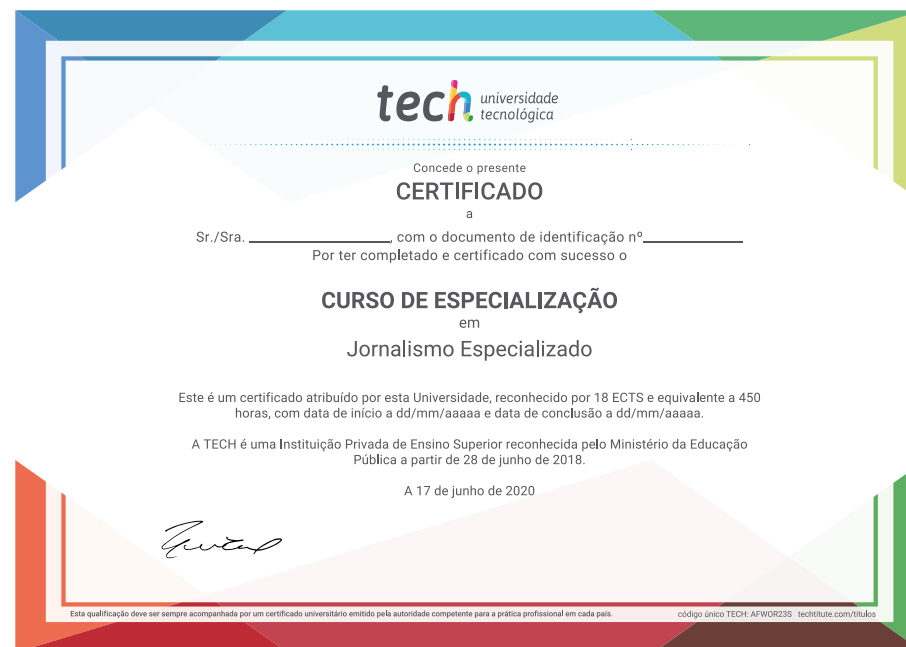 tech universidade
tecnológica
Concede o presente
CERTIFICADO
a
Sr./Sra. , com o documento de identificação nº
Por ter completado e certificado com sucesso o
CURSO DE ESPECIALIZAÇÃO
em
Jornalismo Especializado
Este é um certificado atribuído por esta Universidade, reconhecido por 18 ECTS e equivalente a 450
horas, com data de início a dd/mm/aaaaa e data de conclusão a dd/mm/aaaaa.
A TECH é uma Instituição Privada de Ensino Superior reconhecida pelo Ministério da Educação
Pública a partir de 28 de junho de 2018.
A 17 de junho de 2020
Esta qualificação deve ser sempre acompanhada por um certificado universitário emitido pela autoridade competente para a prática profissional em cada país.
código único TECH: AFWOR23S techtitute.com/titulos